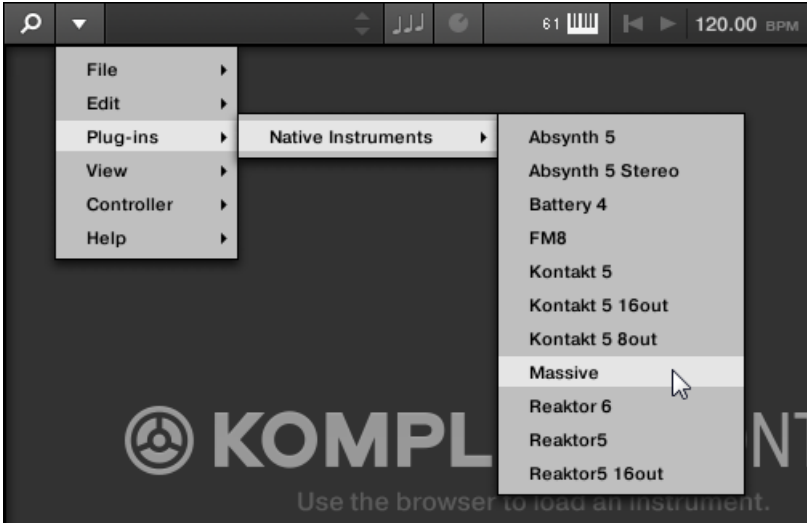 61 120.00 BPM
File
Edit
Plug-ins
View
Controller
Help
Native Instruments
Absynth 5
Absynth 5 Stereo
Battery 4
FM8
Kontakt 5
Kontakt 5 16out
Kontakt 5 8out
Massive
Reaktor 6
Reaktor5
Reaktor5 16out
KOMPL NT
Use the browser to load an instrument.